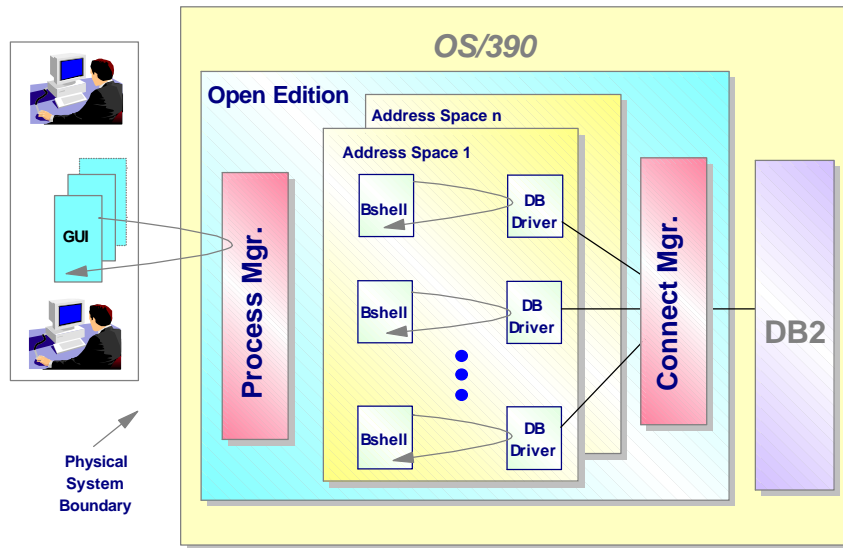 OS/390
Open Edition
Address Space n
Address Space 1
GUI
Process Mgr.
Bshell
DB
Driver
Bshell
DB
Driver
Bshell
DB
Driver
Connect Mgr.
DB2
Physical
System
Boundary